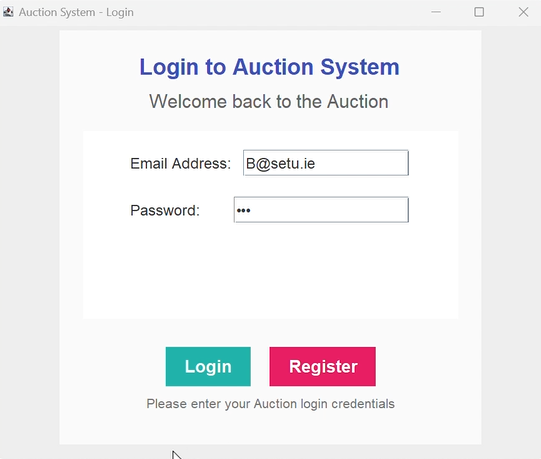 Auction System - Login
Login to Auction System
Welcome back to the Auction
Email Address: B@setu.ie
Password: •••
Login Register
Please enter your Auction login credentials